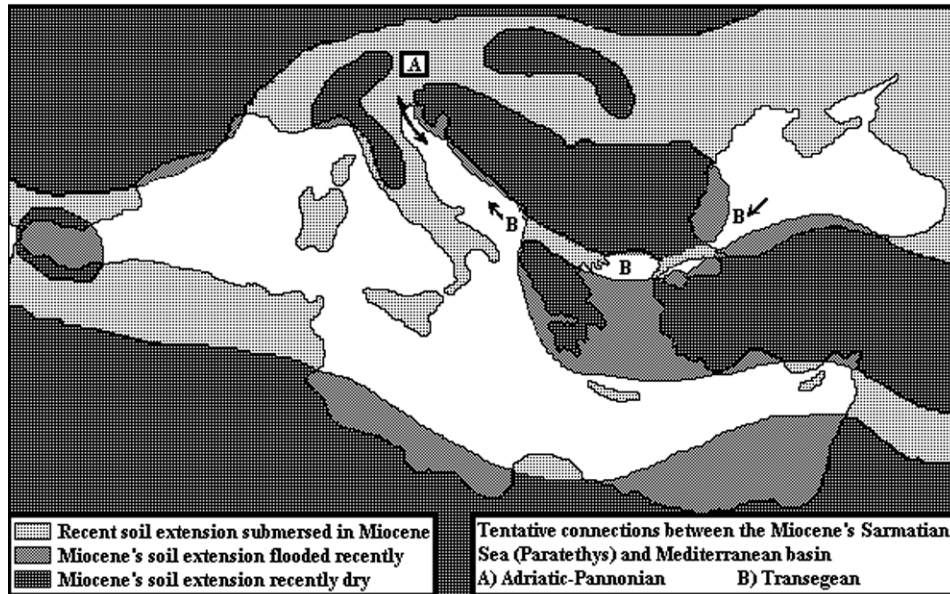 A
B
B
B
Recent soil extension submersed in Miocene
Miocene's soil extension flooded recently
Miocene's soil extension recently dry
Tentative connections between the Miocene's Sarmatian
Sea (Paratethys) and Mediterranean basin
A) Adriatic-Pannonian B) Transegean